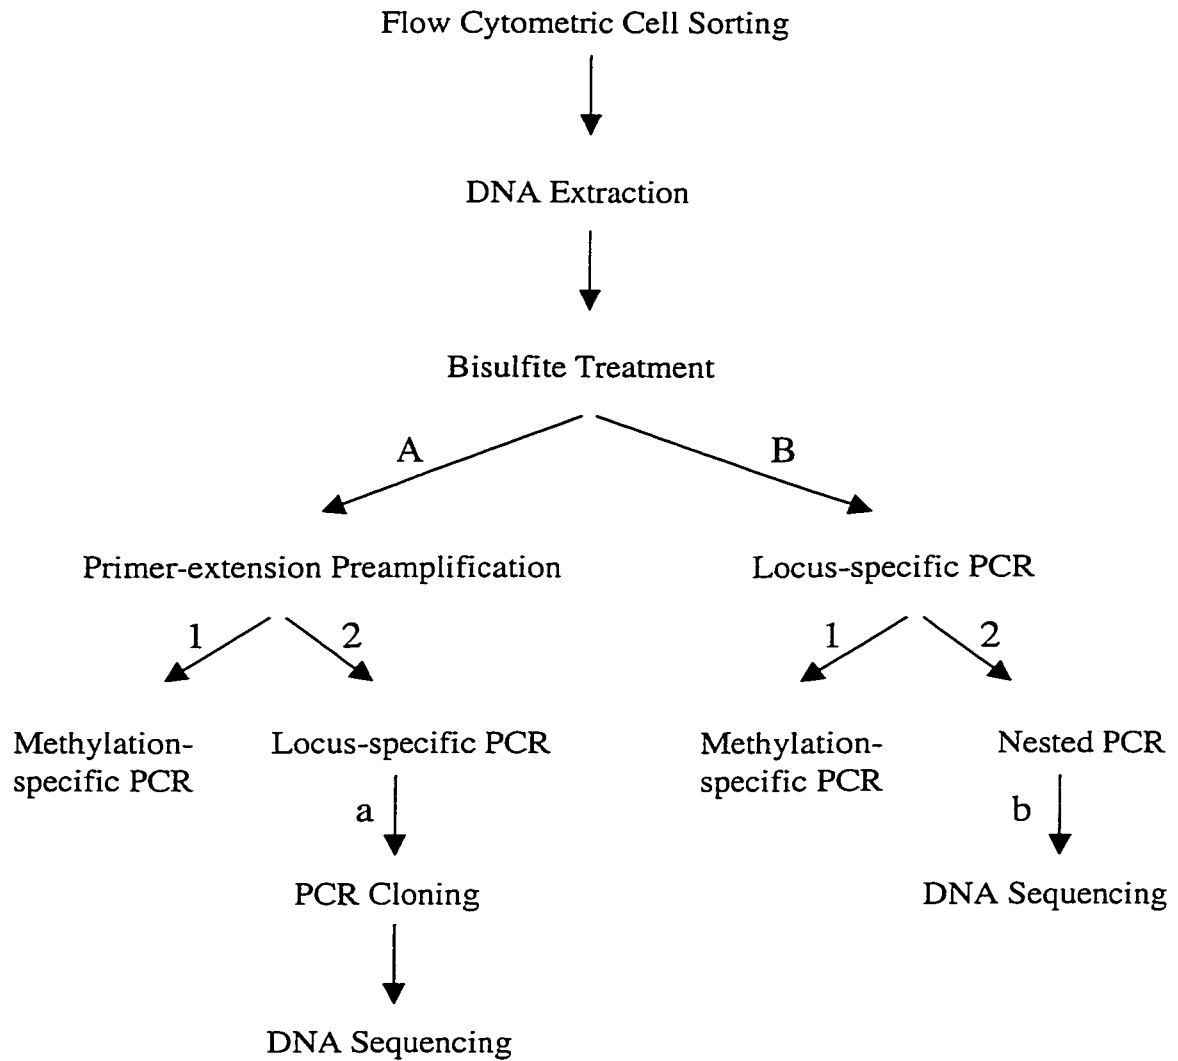 Flow Cytometric Cell Sorting
DNA Extraction
Bisulfite Treatment
A
B
Primer-extension Preamplification
Locus-specific PCR
1
2
1
2
Methylation-
specific PCR
Locus-specific PCR
Methylation-
specific PCR
Nested PCR
a
b
PCR Cloning
DNA Sequencing
DNA Sequencing